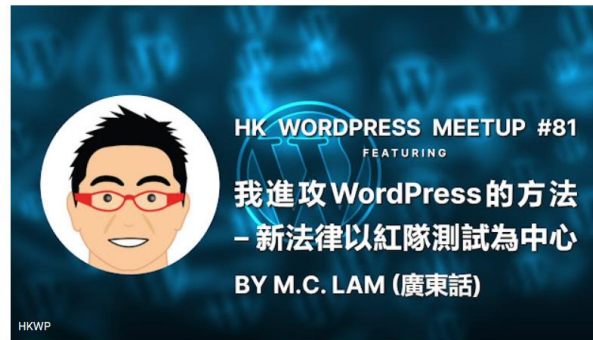 HK WORDPRESS MEETUP #81
FEATURING
我進攻WordPress的方法
– 新法律以紅隊測試為中心
BY M.C. LAM (廣東話)
HKWP